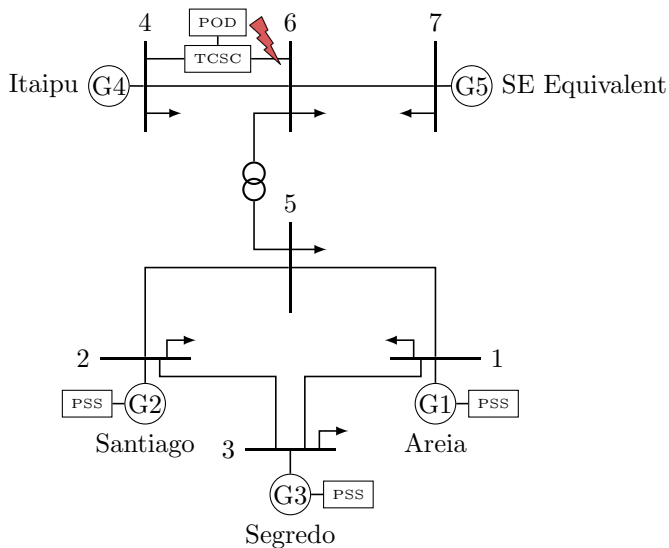 POD
4
6
7
TCSC
Itaipu
G4
G5
SE Equivalent
5
2
1
PSS
G2
G1
PSS
Santiago
3
Areia
G3
PSS
Segredo